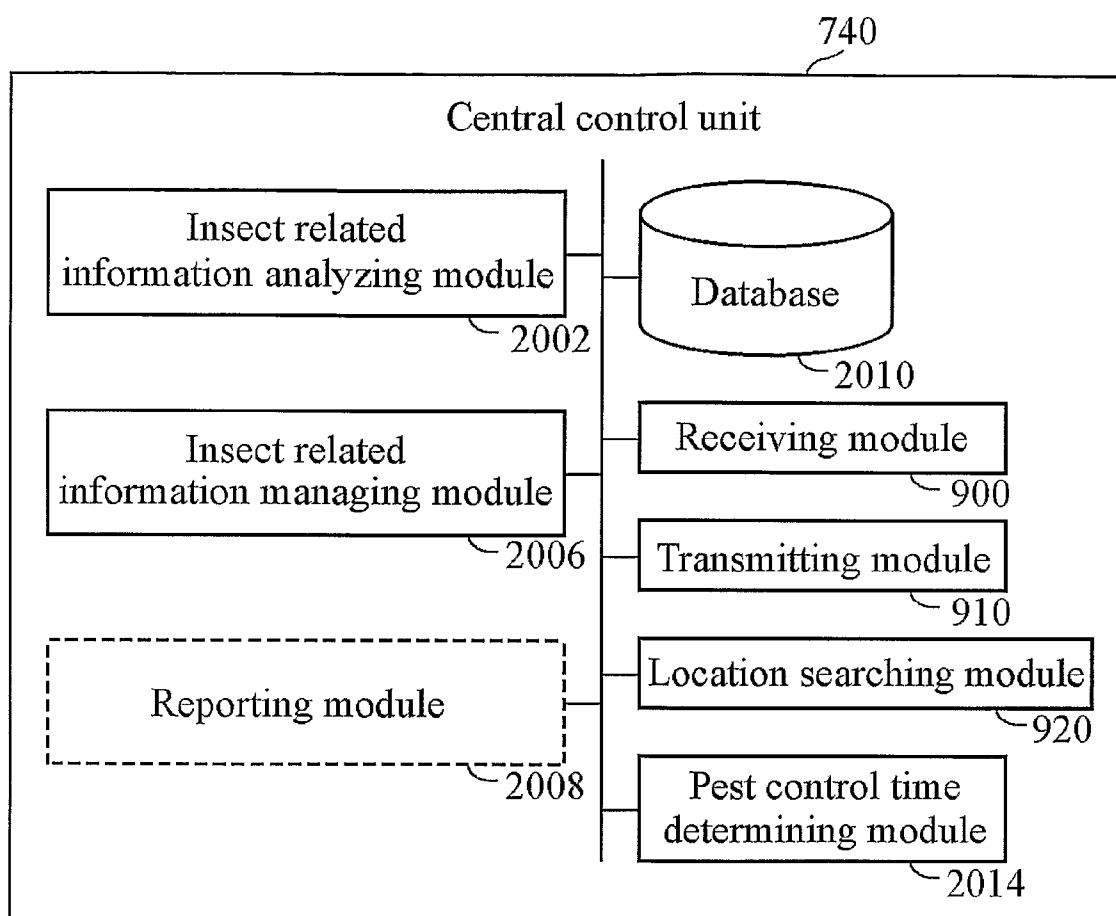 740
Central control unit
Insect related
information analyzing module
2002
Database
2010
Insect related
information managing module
2006
Receiving module
900
Transmitting module
910
Reporting module
2008
Location searching module
920
Pest control time
determining module
2014